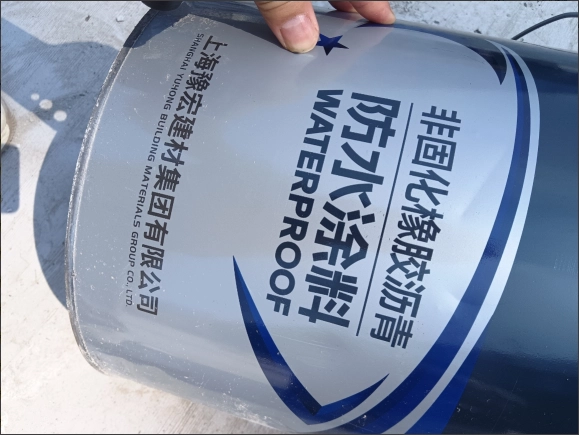 非固化橡胶沥青
防水涂料
WATERPROOF
上海豫宏建材集团有限公司
SHANGHAI YUHONG BUILDING MATERIALS GROUP CO., LTD.